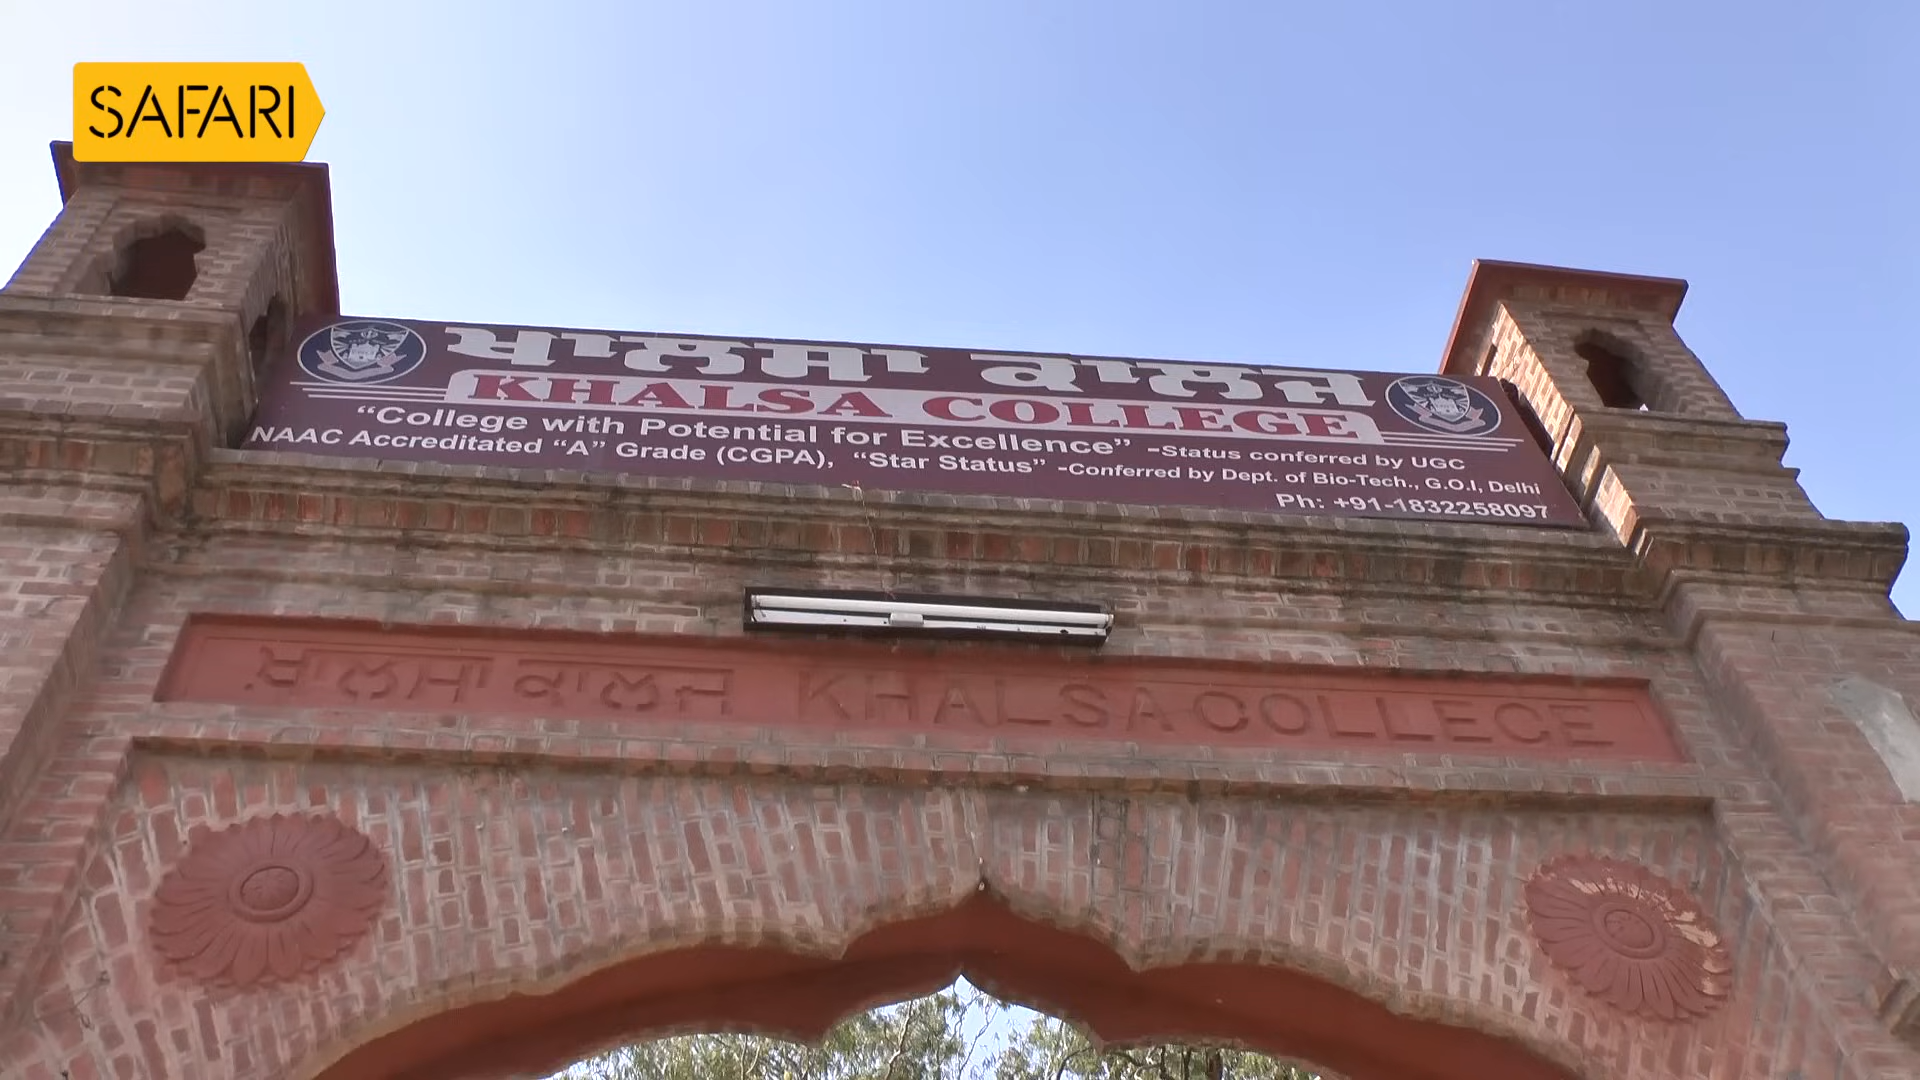 SAFARI
ਖਾਲਸਾ ਕਾਲਜ
KHALSA COLLEGE
“College with Potential for Excellence” -Status conferred by UGC
NAAC Accreditated “A” Grade (CGPA), “Star Status” -Conferred by Dept. of Bio-Tech., G.O.I, Delhi
Ph: +91-1832258097
ਖ਼ਾਲਸਾ ਕਾਲਜ KHALSA COLLEGE